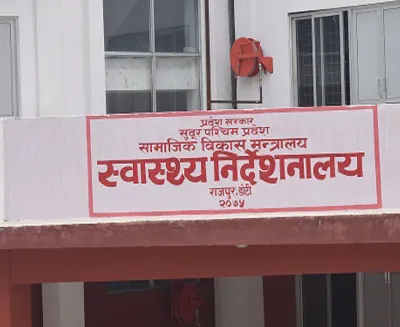 प्रदेश सरकार
सुदूर पश्चिम प्रदेश
सामाजिक विकास मन्त्रालय
स्वास्थ्य निर्देशनालय
राजपुर, डोटी
२०७५